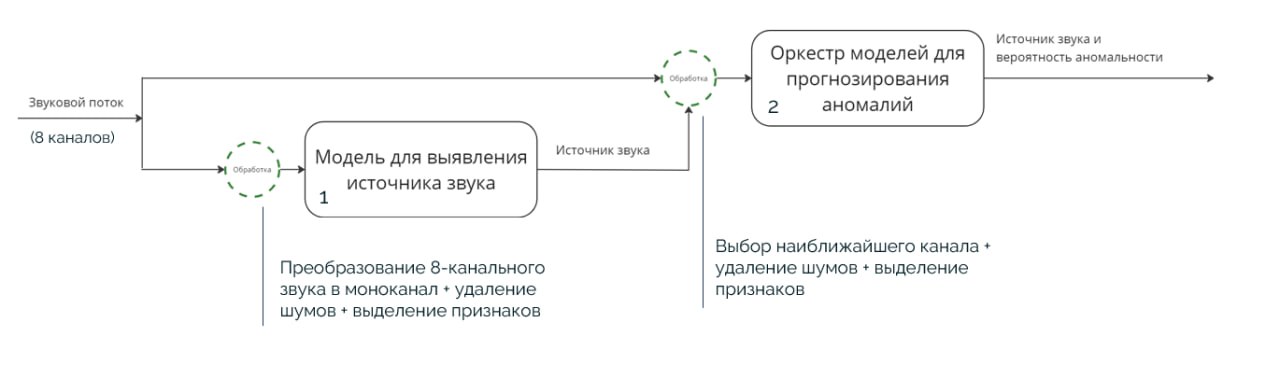 Звуковой поток
(8 каналов)
Обработка
Модель для выявления
источника звука
1
Источник звука
Обработка
Оркестр моделей для
прогнозирования
аномалий
2
Источник звука и
вероятность аномальности
Преобразование 8-канального
звука в моноканал + удаление
шумов + выделение признаков
Выбор наиближайшего канала +
удаление шумов + выделение
признаков